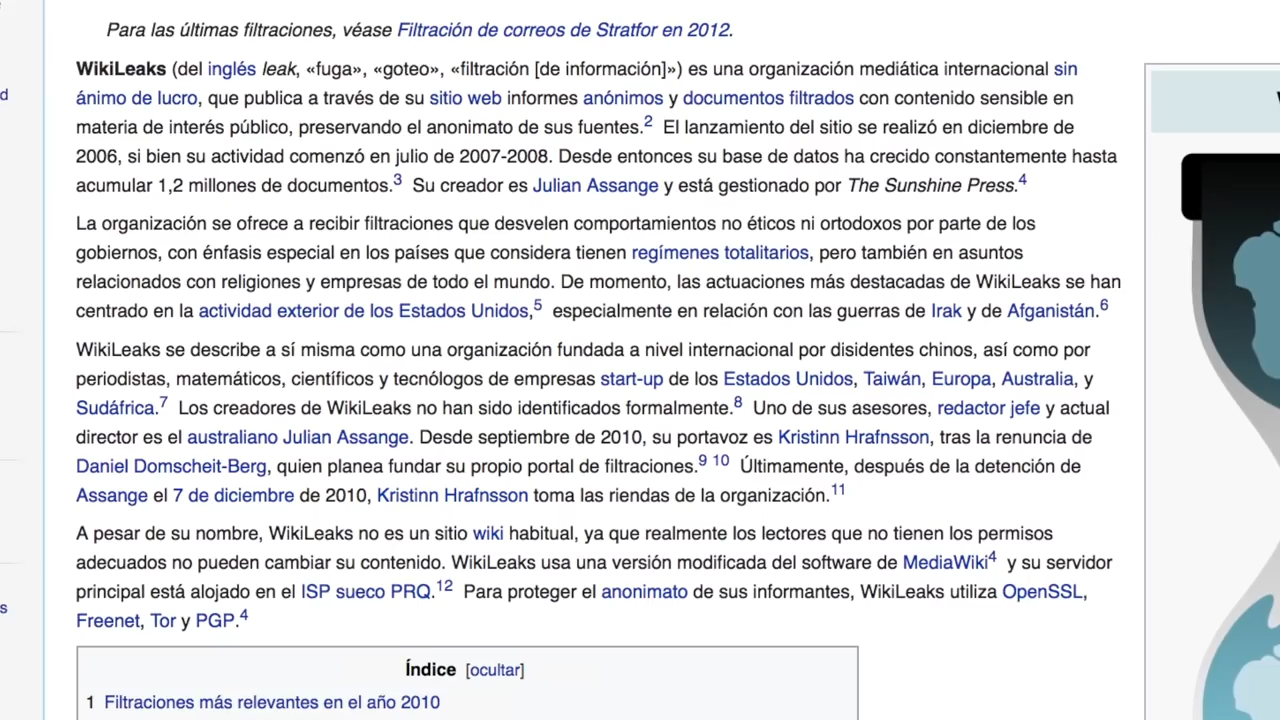 Para las últimas filtraciones, véase Filtración de correos de Stratfor en 2012.
WikiLeaks (del inglés leak, «fuga», «goteo», «filtración [de información]») es una organización mediática internacional sin
ánimo de lucro, que publica a través de su sitio web informes anónimos y documentos filtrados con contenido sensible en
materia de interés público, preservando el anonimato de sus fuentes.2 El lanzamiento del sitio se realizó en diciembre de
2006, si bien su actividad comenzó en julio de 2007-2008. Desde entonces su base de datos ha crecido constantemente hasta
acumular 1,2 millones de documentos.3 Su creador es Julian Assange y está gestionado por The Sunshine Press.4
La organización se ofrece a recibir filtraciones que desvelen comportamientos no éticos ni ortodoxos por parte de los
gobiernos, con énfasis especial en los países que considera tienen regímenes totalitarios, pero también en asuntos
relacionados con religiones y empresas de todo el mundo. De momento, las actuaciones más destacadas de WikiLeaks se han
centrado en la actividad exterior de los Estados Unidos,5 especialmente en relación con las guerras de Irak y de Afganistán.6
WikiLeaks se describe a sí misma como una organización fundada a nivel internacional por disidentes chinos, así como por
periodistas, matemáticos, científicos y tecnólogos de empresas start-up de los Estados Unidos, Taiwán, Europa, Australia, y
Sudáfrica.7 Los creadores de WikiLeaks no han sido identificados formalmente.8 Uno de sus asesores, redactor jefe y actual
director es el australiano Julian Assange. Desde septiembre de 2010, su portavoz es Kristinn Hrafnsson, tras la renuncia de
Daniel Domscheit-Berg, quien planea fundar su propio portal de filtraciones.9 10 Últimamente, después de la detención de
Assange el 7 de diciembre de 2010, Kristinn Hrafnsson toma las riendas de la organización.11
A pesar de su nombre, WikiLeaks no es un sitio wiki habitual, ya que realmente los lectores que no tienen los permisos
adecuados no pueden cambiar su contenido. WikiLeaks usa una versión modificada del software de MediaWiki4 y su servidor
principal está alojado en el ISP sueco PRQ.12 Para proteger el anonimato de sus informantes, WikiLeaks utiliza OpenSSL,
Freenet, Tor y PGP.4
Índice [ocultar]
1 Filtraciones más relevantes en el año 2010